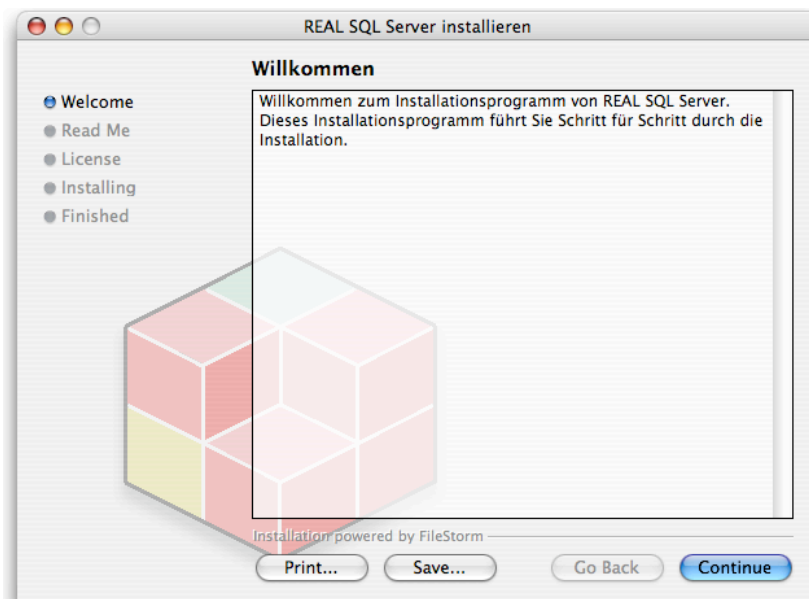 REAL SQL Server installieren
Willkommen
Welcome
Read Me
License
Installing
Finished
Willkommen zum Installationsprogramm von REAL SQL Server.
Dieses Installationsprogramm führt Sie Schritt für Schritt durch die
Installation.
Installation powered by FileStorm
Print...
Save...
Go Back
Continue